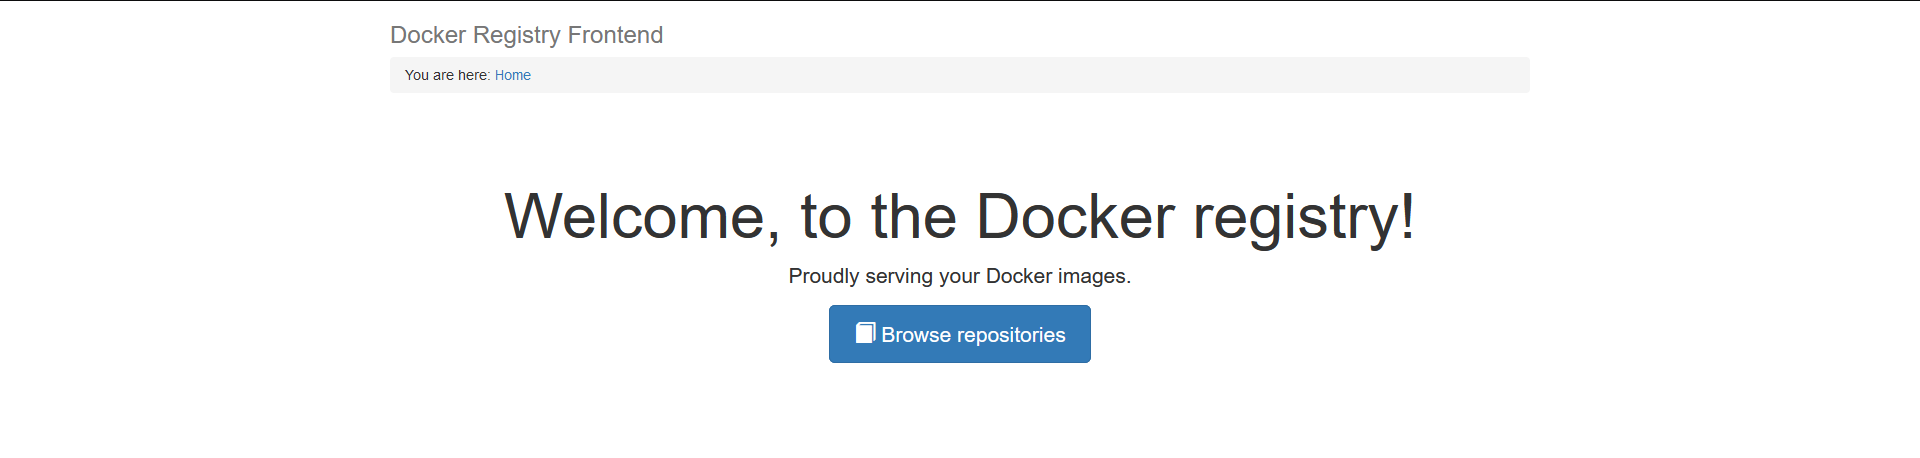 Docker Registry Frontend
You are here: Home
Welcome, to the Docker registry!
Proudly serving your Docker images.
Browse repositories